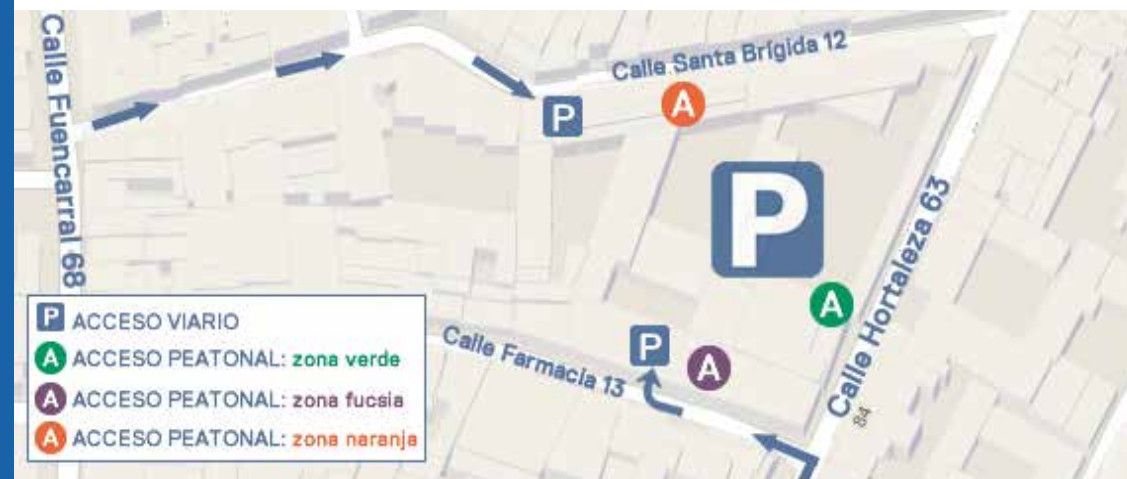 Calle Fuencarral 68
Calle Santa Brígida 12
P
A
P
Calle Hortaleza 63
A
84
P
A
Calle Farmacia 13
P ACCESO VIARIO
A ACCESO PEATONAL: zona verde
A ACCESO PEATONAL: zona fucsia
A ACCESO PEATONAL: zona naranja